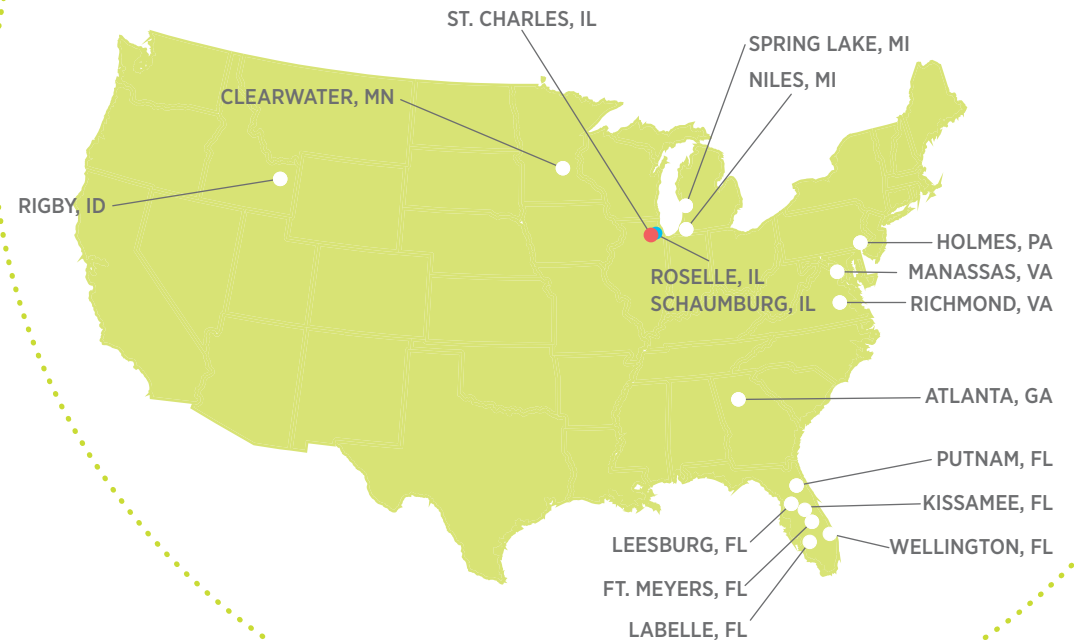 ST. CHARLES, IL
SPRING LAKE, MI
NILES, MI
CLEARWATER, MN
RIGBY, ID
HOLMES, PA
MANASSAS, VA
ROSELLE, IL
SCHAUMBURG, IL
RICHMOND, VA
ATLANTA, GA
PUTNAM, FL
KISSAMEE, FL
LEESBURG, FL
WELLINGTON, FL
FT. MEYERS, FL
LABELLE, FL